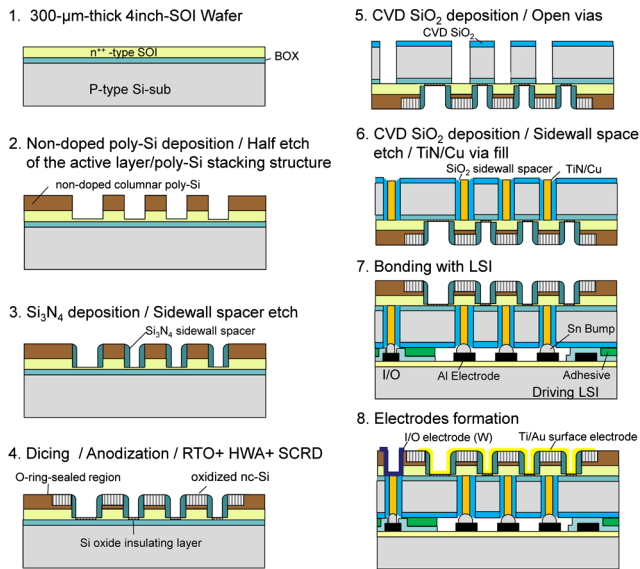 1. 300-μm-thick 4inch-SOI Wafer
n⁺⁺ -type SOI
BOX
P-type Si-sub
2. Non-doped poly-Si deposition / Half etch
of the active layer/poly-Si stacking structure
non-doped columnar poly-Si
3. Si₃N₄ deposition / Sidewall spacer etch
Si₃N₄ sidewall spacer
4. Dicing / Anodization / RTO+ HWA+ SCRD
O-ring-sealed region
oxidized nc-Si
Si oxide insulating layer
5. CVD SiO₂ deposition / Open vias
CVD SiO₂
6. CVD SiO₂ deposition / Sidewall space
etch / TiN/Cu via fill
SiO₂ sidewall spacer
TiN/Cu
7. Bonding with LSI
Sn Bump
I/O
Al Electrode
Adhesive
Driving LSI
8. Electrodes formation
I/O electrode (W)
Ti/Au surface electrode